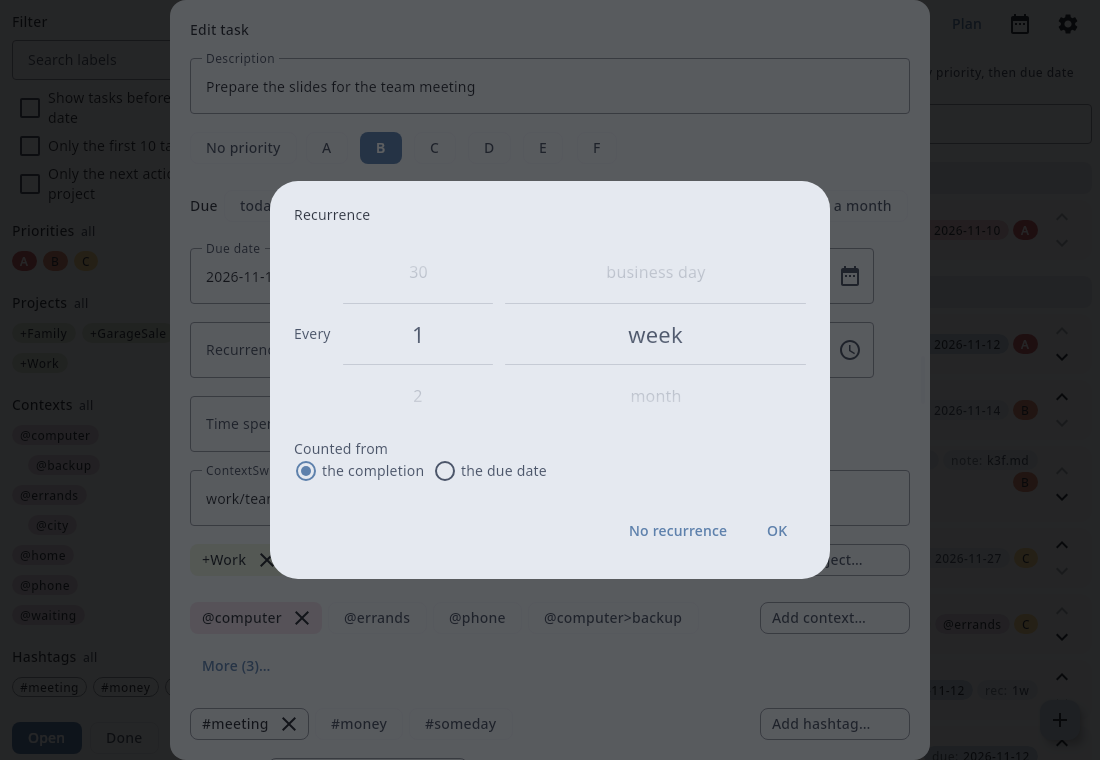 Filter
Search labels
Show tasks before
date
Only the first 10 ta
Only the next actio
project
Priorities all
A B C
Projects all
+Family +GarageSale
+Work
Contexts all
@computer
@backup
@errands
@city
@home
@phone
@waiting
Hashtags all
#meeting #money
Open Done
Edit task
Description
Prepare the slides for the team meeting
No priority A B C D E F
Due toda a month
Due date
2026-11-1
Recurrenc
Time spen
ContextSw
work/tear
+Work ject…
@computer @errands @phone @computer>backup Add context…
More (3)…
#meeting #money #someday Add hashtag…
Recurrence
30 business day
Every 1 week
2 month
Counted from
the completion the due date
No recurrence OK
Plan
priority, then due date
2026-11-10 A
2026-11-12 A
2026-11-14 B
note: k3f.md
B
2026-11-27 C
@errands C
11-12 rec: 1w
due: 2026-11-12